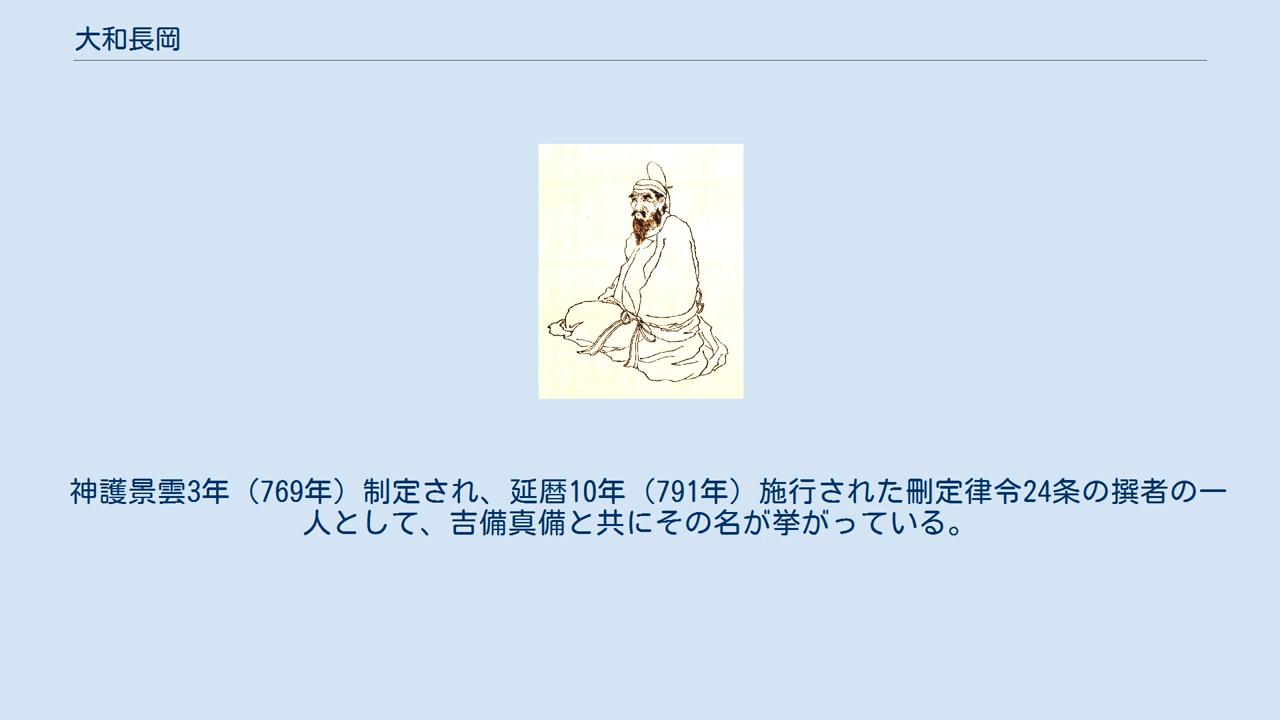 大和長岡
神護景雲3年（769年）制定され、延暦10年（791年）施行された刪定律令24条の撰者の一
人として、吉備真備と共にその名が挙がっている。